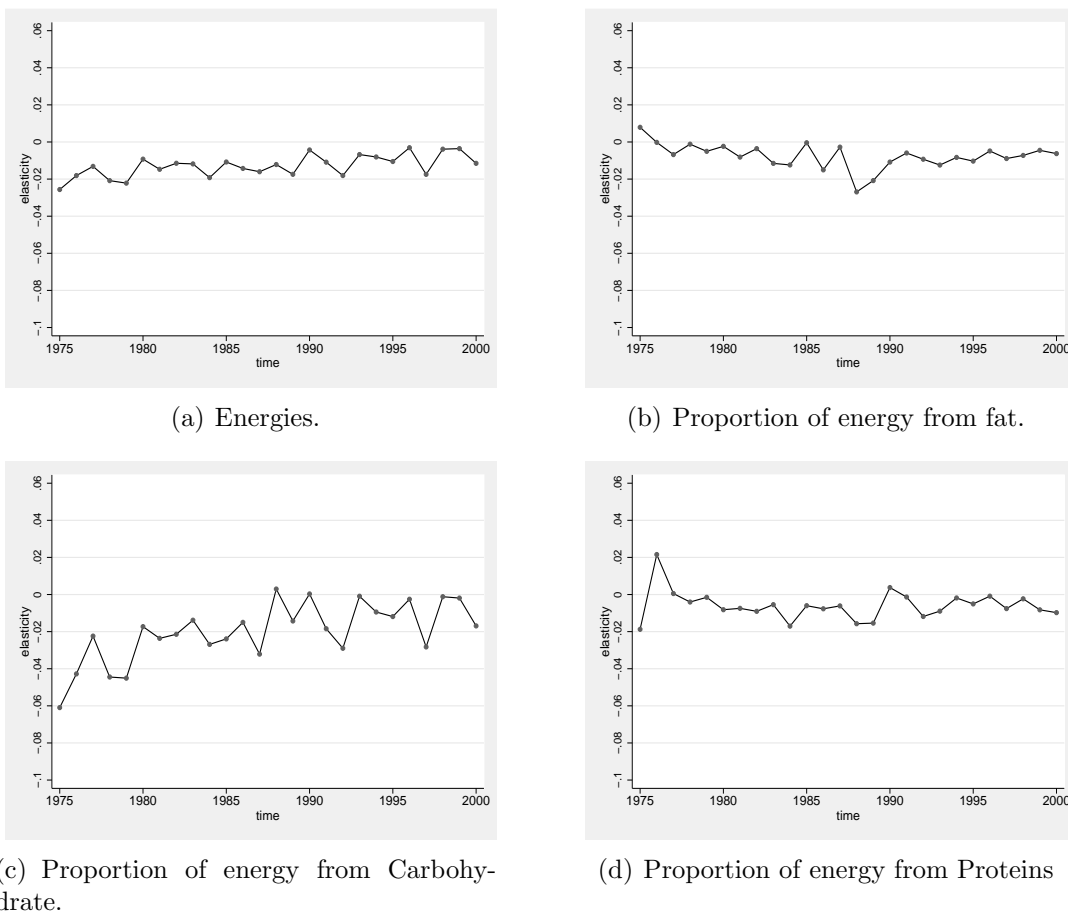 .06
.04
.02
0
−.02
−.04
−.06
−.08
−.1
elasticity
1975 1980 1985 1990 1995 2000
time
(a) Energies.
.06
.04
.02
0
−.02
−.04
−.06
−.08
−.1
elasticity
1975 1980 1985 1990 1995 2000
time
(b) Proportion of energy from fat.
.06
.04
.02
0
−.02
−.04
−.06
−.08
−.1
elasticity
1975 1980 1985 1990 1995 2000
time
(c) Proportion of energy from Carbohy-
drate.
.06
.04
.02
0
−.02
−.04
−.06
−.08
−.1
elasticity
1975 1980 1985 1990 1995 2000
time
(d) Proportion of energy from Proteins